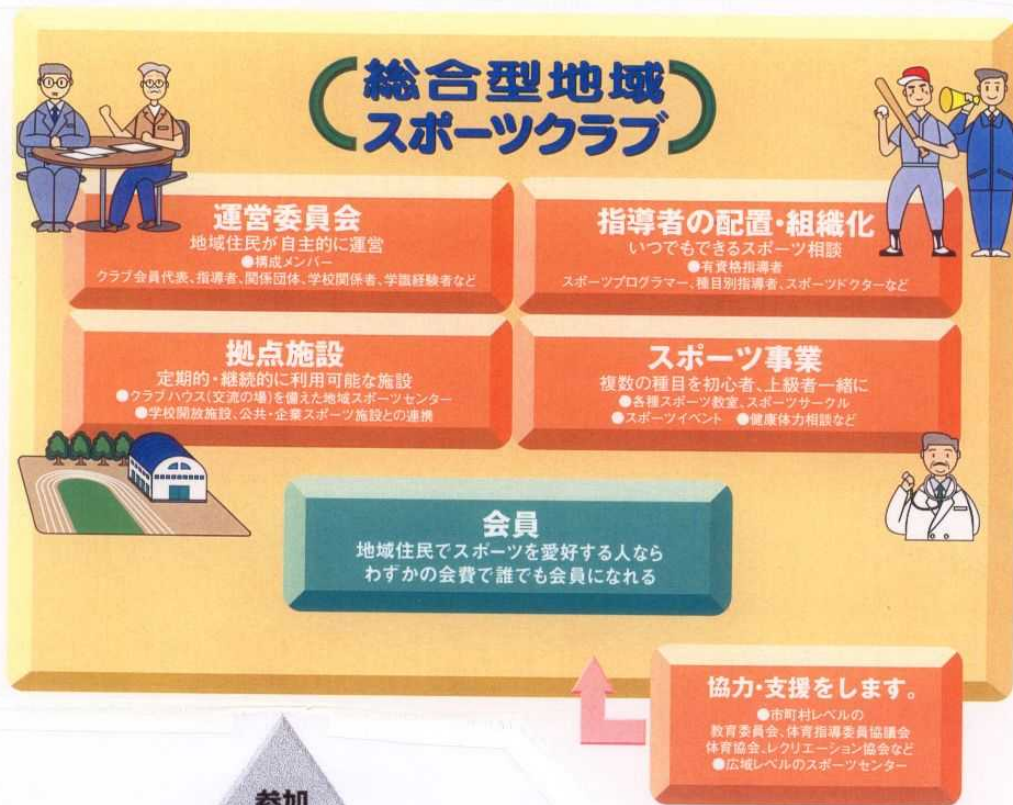 総合型地域
スポーツクラブ
運営委員会
地域住民が自主的に運営
●構成メンバー
クラブ会員代表、指導者、関係団体、学校関係者、学識経験者など
指導者の配置・組織化
いつでもできるスポーツ相談
●有資格指導者
スポーツプログラマー、種目別指導者、スポーツドクターなど
拠点施設
定期的・継続的に利用可能な施設
●クラブハウス(交流の場)を備えた地域スポーツセンター
●学校開放施設、公共・企業スポーツ施設との連携
スポーツ事業
複数の種目を初心者、上級者一緒に
●各種スポーツ教室、スポーツサークル
●スポーツイベント ●健康体力相談など
会員
地域住民でスポーツを愛好する人なら
わずかの会費で誰でも会員になれる
協力・支援をします。
●市町村レベルの
教育委員会、体育指導委員協議会
体育協会、レクリエーション協会など
●広域レベルのスポーツセンター
参加